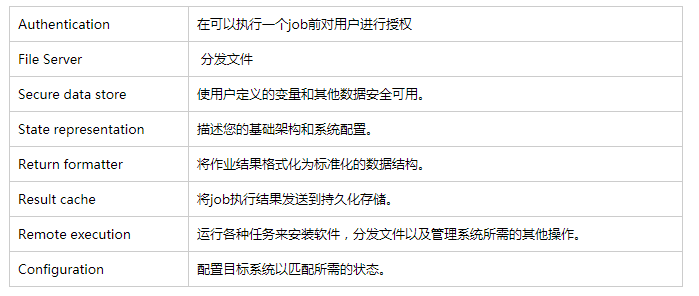 Authentication 在可以执行一个job前对用户进行授权
File Server 分发文件
Secure data store 使用户定义的变量和其他数据安全可用。
State representation 描述您的基础架构和系统配置。
Return formatter 将作业结果格式化为标准化的数据结构。
Result cache 将job执行结果发送到持久化存储。
Remote execution 运行各种任务来安装软件，分发文件以及管理系统所需的其他操作。
Configuration 配置目标系统以匹配所需的状态。